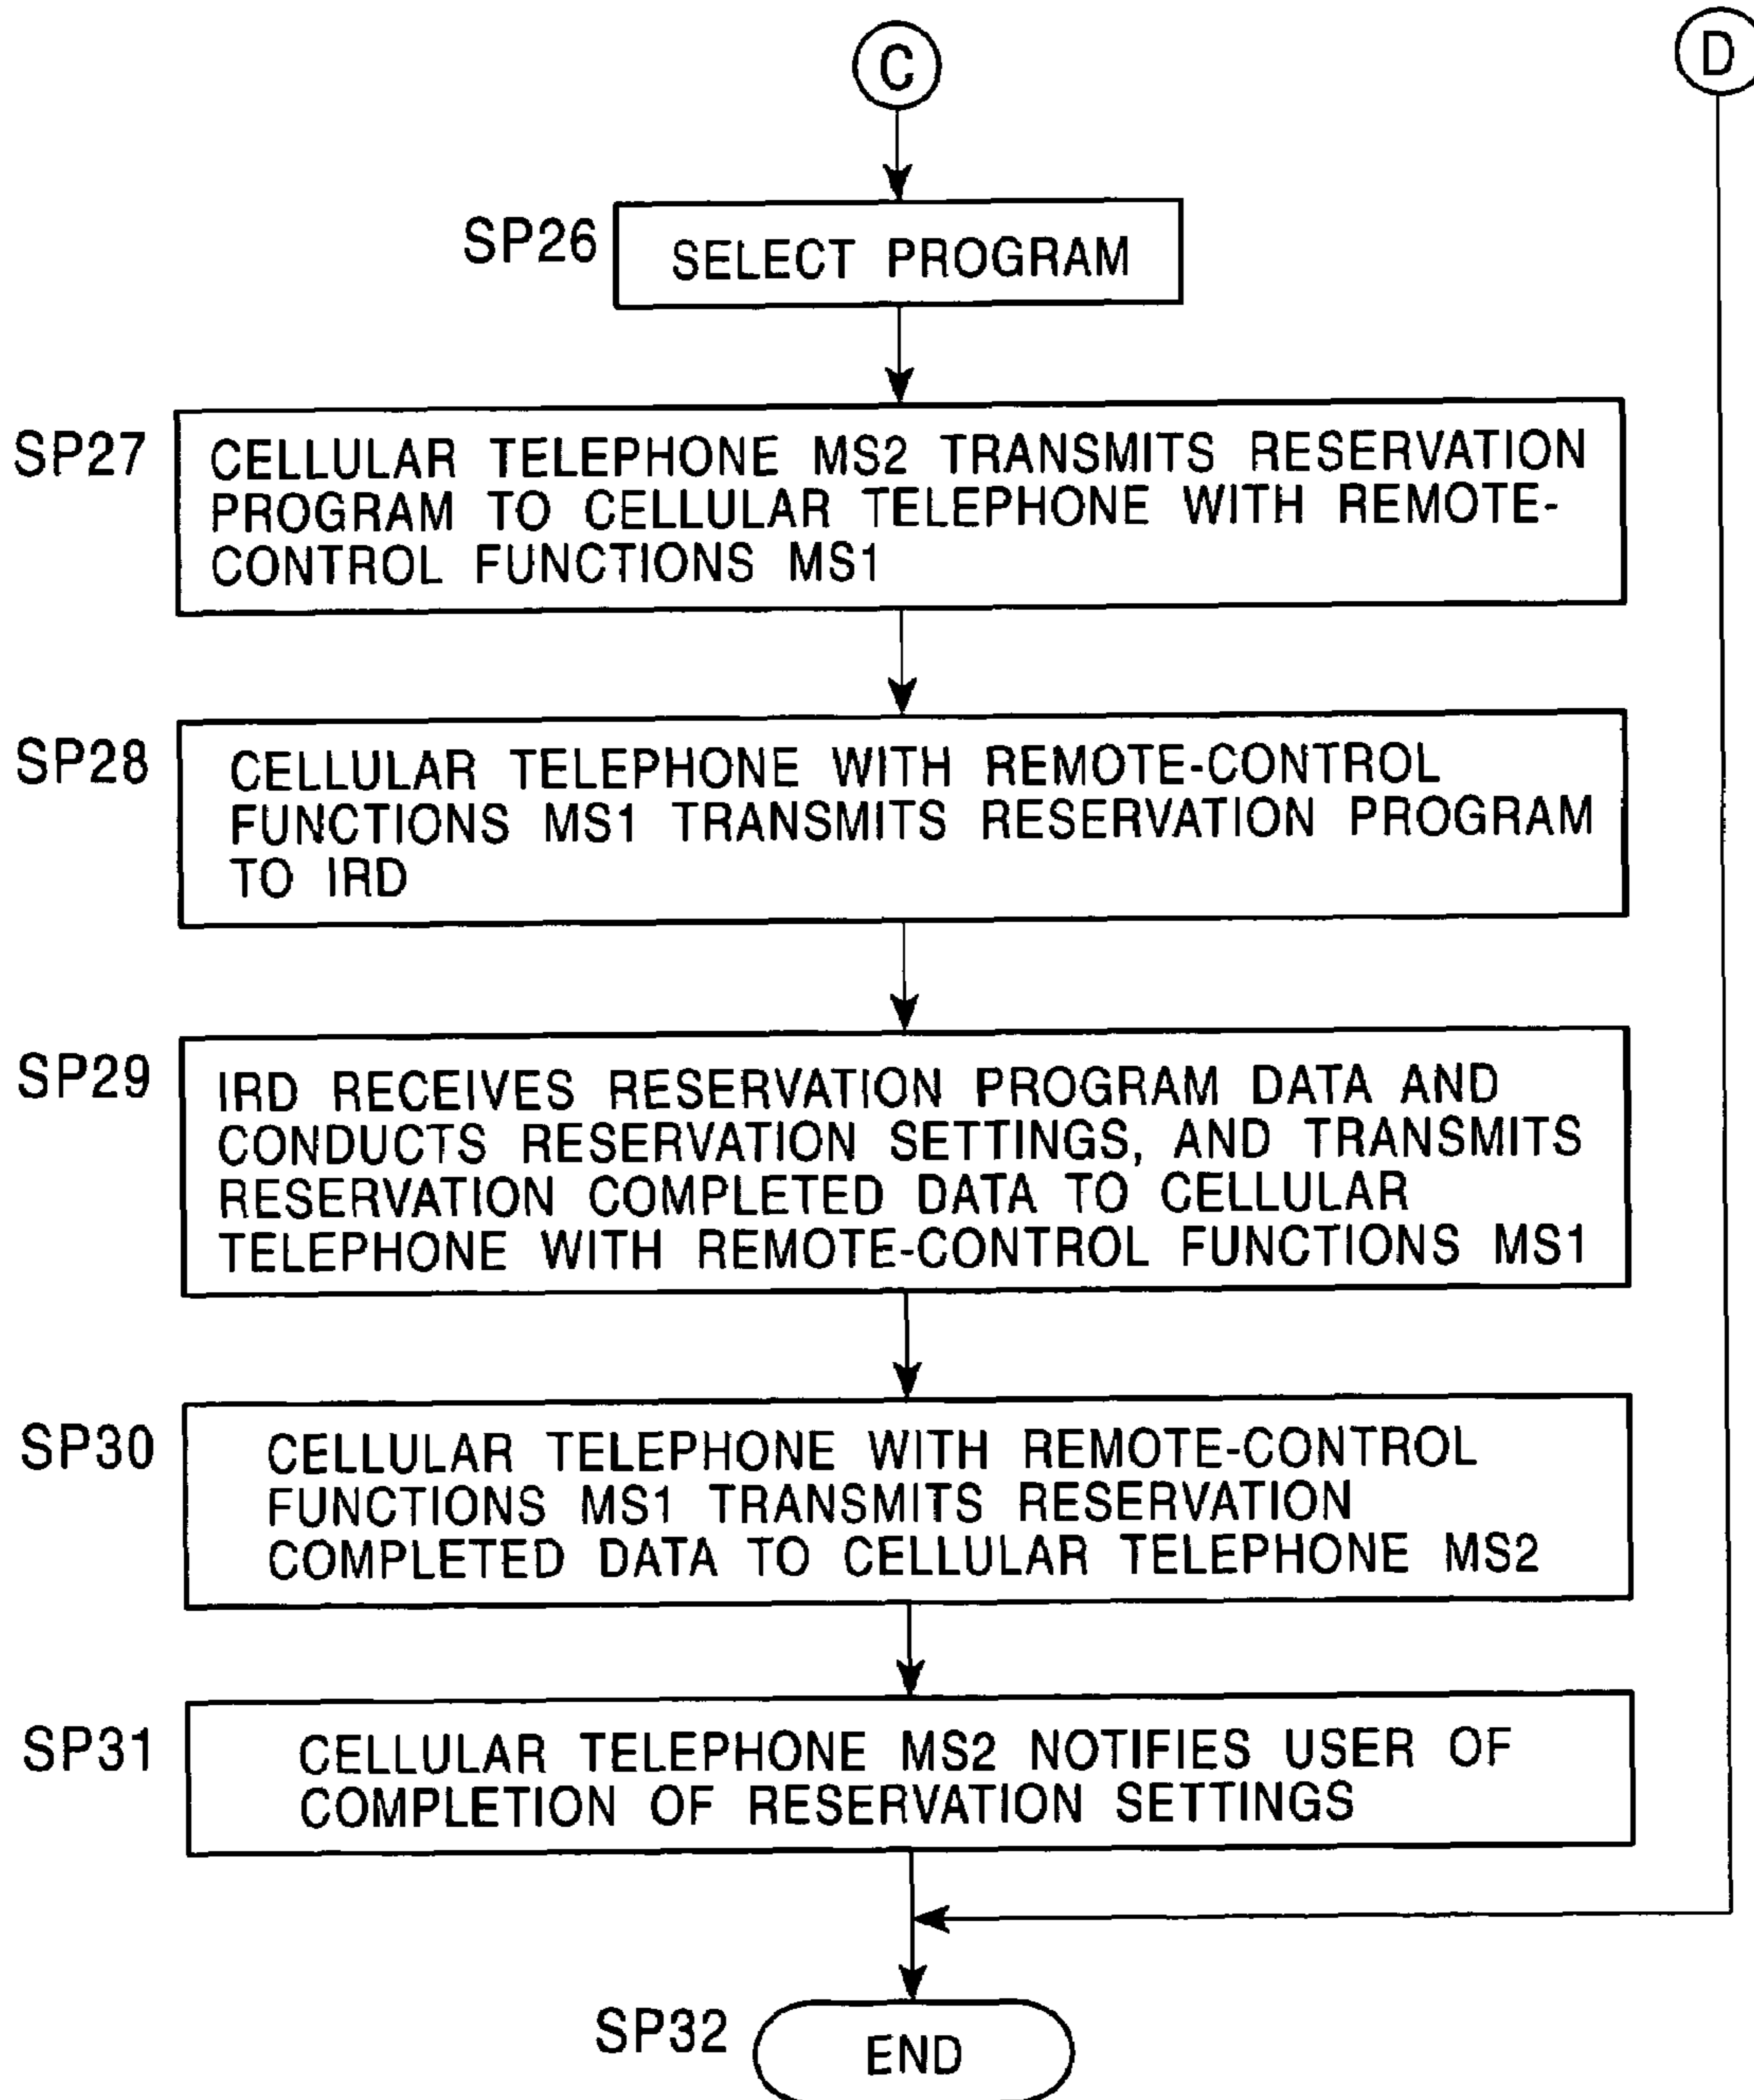 C
D
SP26
SELECT PROGRAM
SP27
CELLULAR TELEPHONE MS2 TRANSMITS RESERVATION
PROGRAM TO CELLULAR TELEPHONE WITH REMOTE-
CONTROL FUNCTIONS MS1
SP28
CELLULAR TELEPHONE WITH REMOTE-CONTROL
FUNCTIONS MS1 TRANSMITS RESERVATION PROGRAM
TO IRD
SP29
IRD RECEIVES RESERVATION PROGRAM DATA AND
CONDUCTS RESERVATION SETTINGS, AND TRANSMITS
RESERVATION COMPLETED DATA TO CELLULAR
TELEPHONE WITH REMOTE-CONTROL FUNCTIONS MS1
SP30
CELLULAR TELEPHONE WITH REMOTE-CONTROL
FUNCTIONS MS1 TRANSMITS RESERVATION
COMPLETED DATA TO CELLULAR TELEPHONE MS2
SP31
CELLULAR TELEPHONE MS2 NOTIFIES USER OF
COMPLETION OF RESERVATION SETTINGS
SP32
END